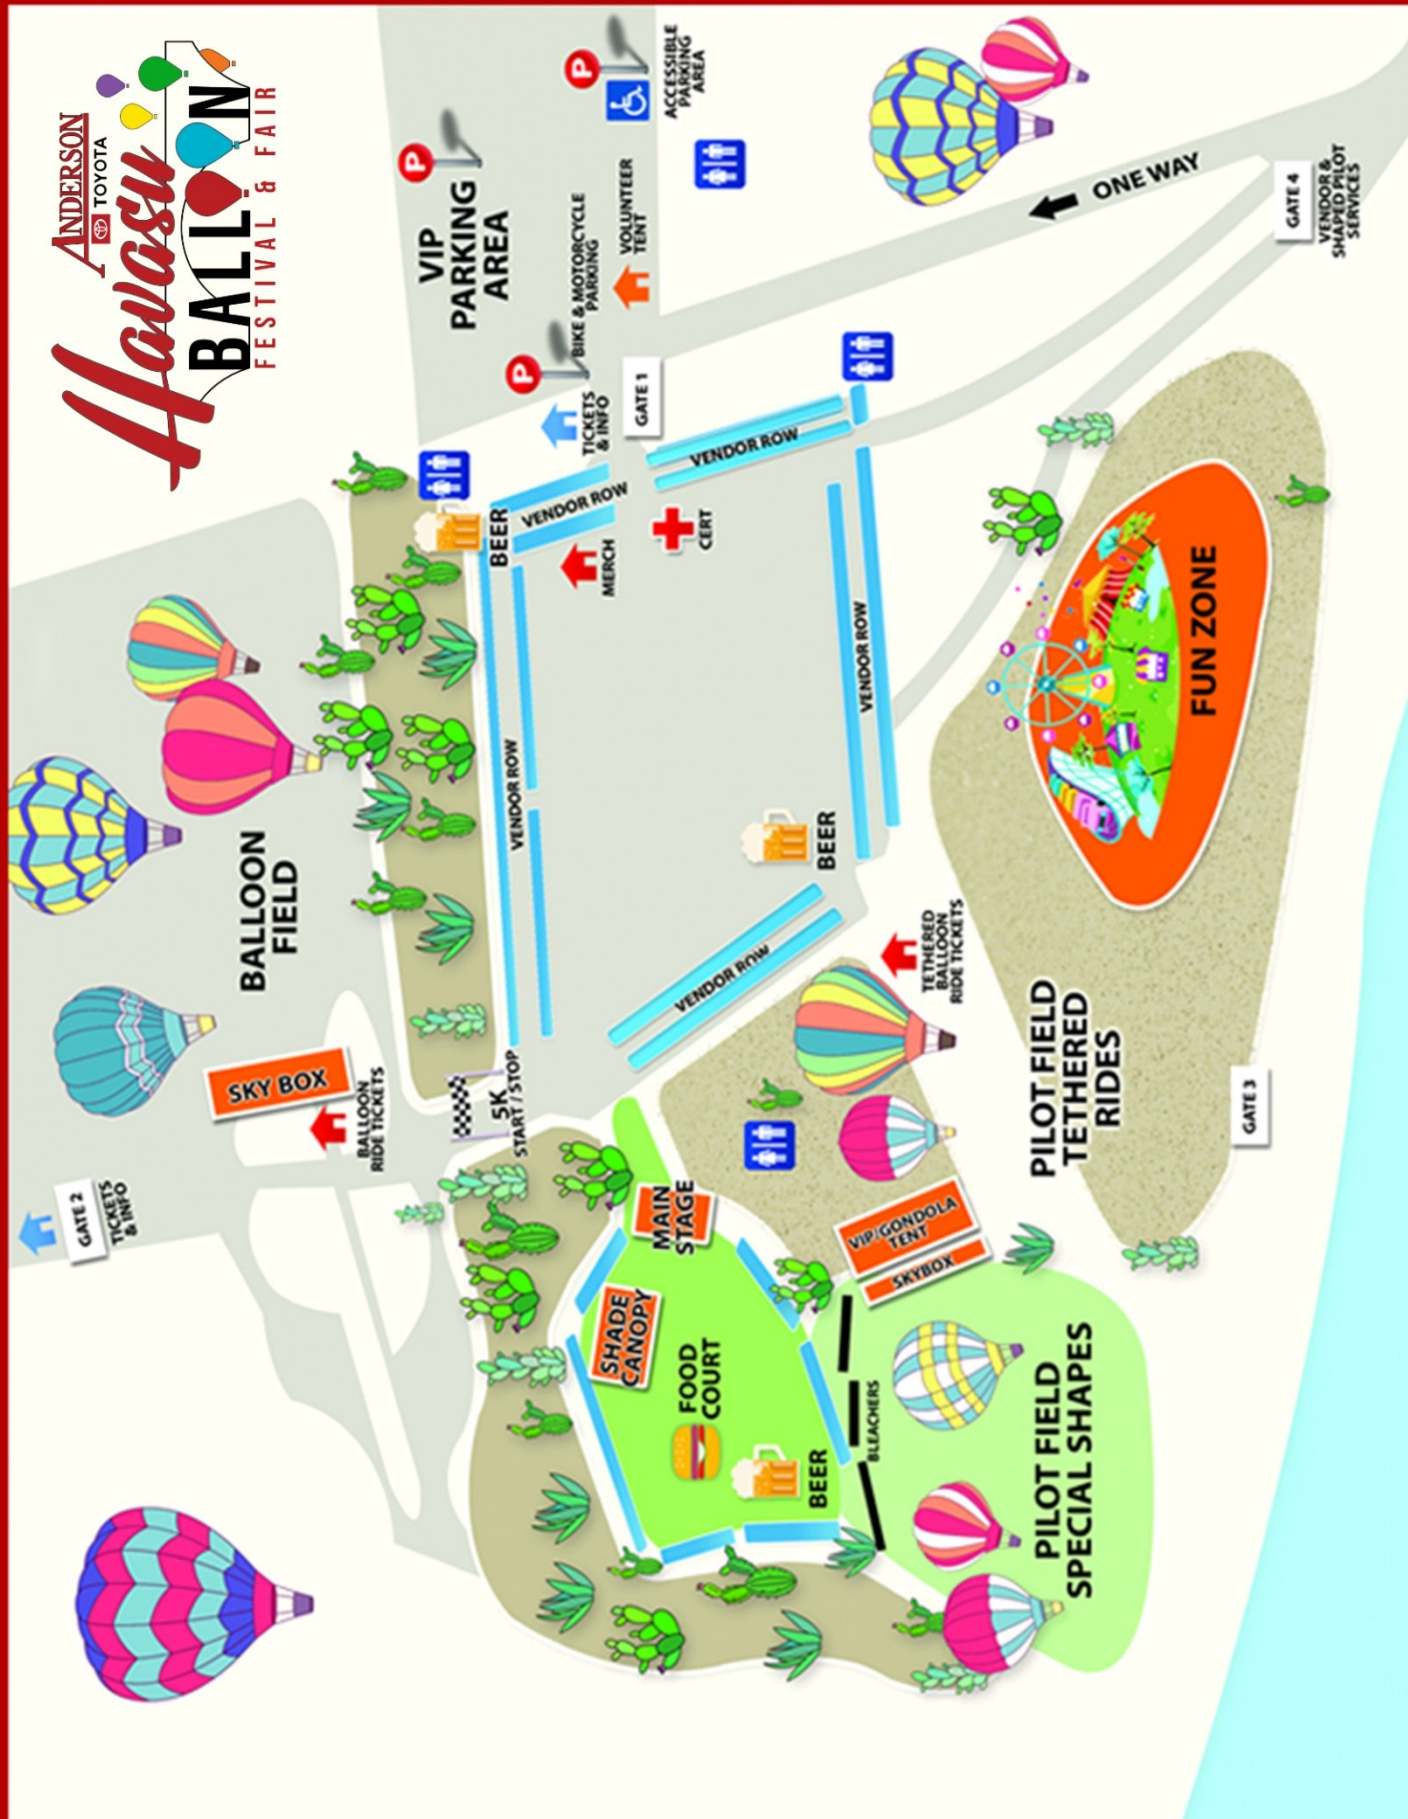 ANDERSON
TOYOTA
Havasu
BALLOON
FESTIVAL & FAIR
VIP
PARKING
AREA
P
P
P
ACCESSIBLE
PARKING
AREA
BIKE & MOTORCYCLE
PARKING
VOLUNTEER
TENT
TICKETS
& INFO
GATE 1
ONE WAY
GATE 4
VENDOR &
SHAPED PILOT
SERVICES
BEER
VENDOR ROW
VENDOR ROW
MERCH
CERT
VENDOR ROW
VENDOR ROW
BEER
VENDOR ROW
FUN ZONE
BALLOON
FIELD
SKY BOX
BALLOON
RIDE TICKETS
5K
START / STOP
GATE 2
TICKETS
& INFO
TETHERED
BALLOON
RIDE TICKETS
PILOT FIELD
TETHERED
RIDES
GATE 3
MAIN
STAGE
VIP/GONDOLA
TENT
SKYBOX
SHADE
CANOPY
FOOD
COURT
BEER
BLEACHERS
PILOT FIELD
SPECIAL SHAPES